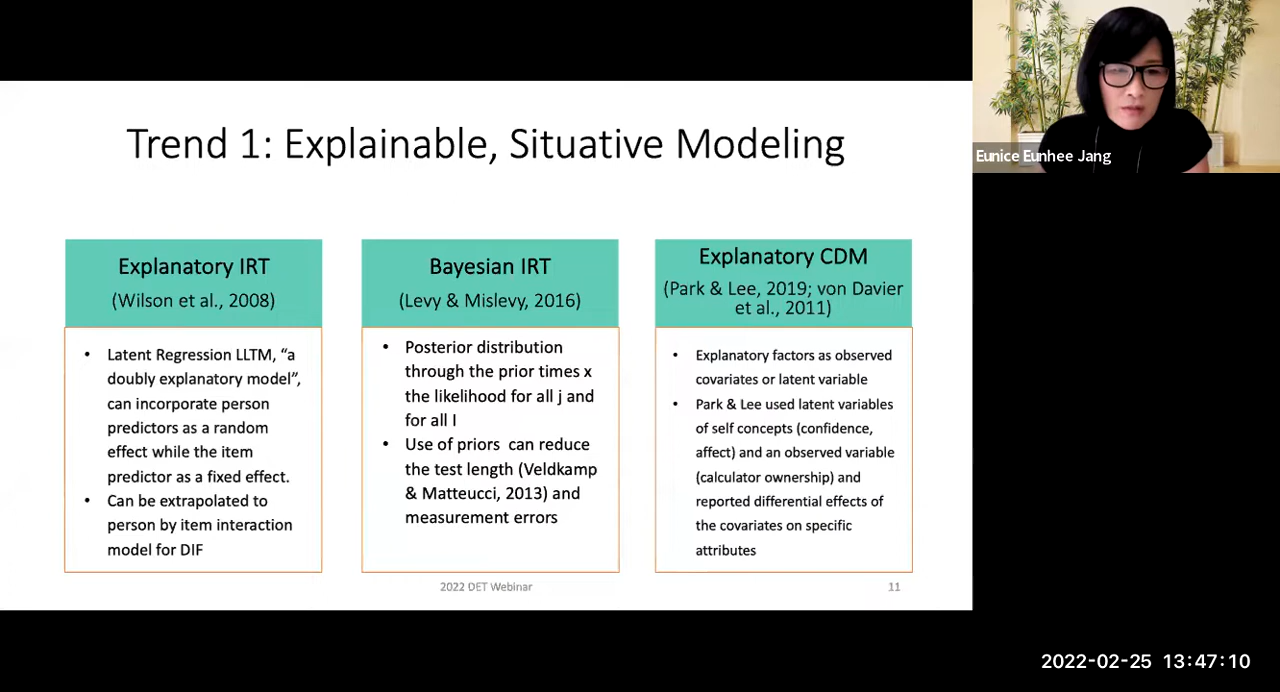 Trend 1: Explainable, Situative Modeling
Explanatory IRT
(Wilson et al., 2008)
• Latent Regression LLTM, “a
doubly explanatory model”,
can incorporate person
predictors as a random
effect while the item
predictor as a fixed effect.
• Can be extrapolated to
person by item interaction
model for DIF
Bayesian IRT
(Levy & Mislevy, 2016)
• Posterior distribution
through the prior times x
the likelihood for all j and
for all I
• Use of priors can reduce
the test length (Veldkamp
& Matteucci, 2013) and
measurement errors
Explanatory CDM
(Park & Lee, 2019; von Davier
et al., 2011)
• Explanatory factors as observed
covariates or latent variable
• Park & Lee used latent variables
of self concepts (confidence,
affect) and an observed variable
(calculator ownership) and
reported differential effects of
the covariates on specific
attributes
2022 DET Webinar
11
Eunice Eunhee Jang
2022-02-25 13:47:10